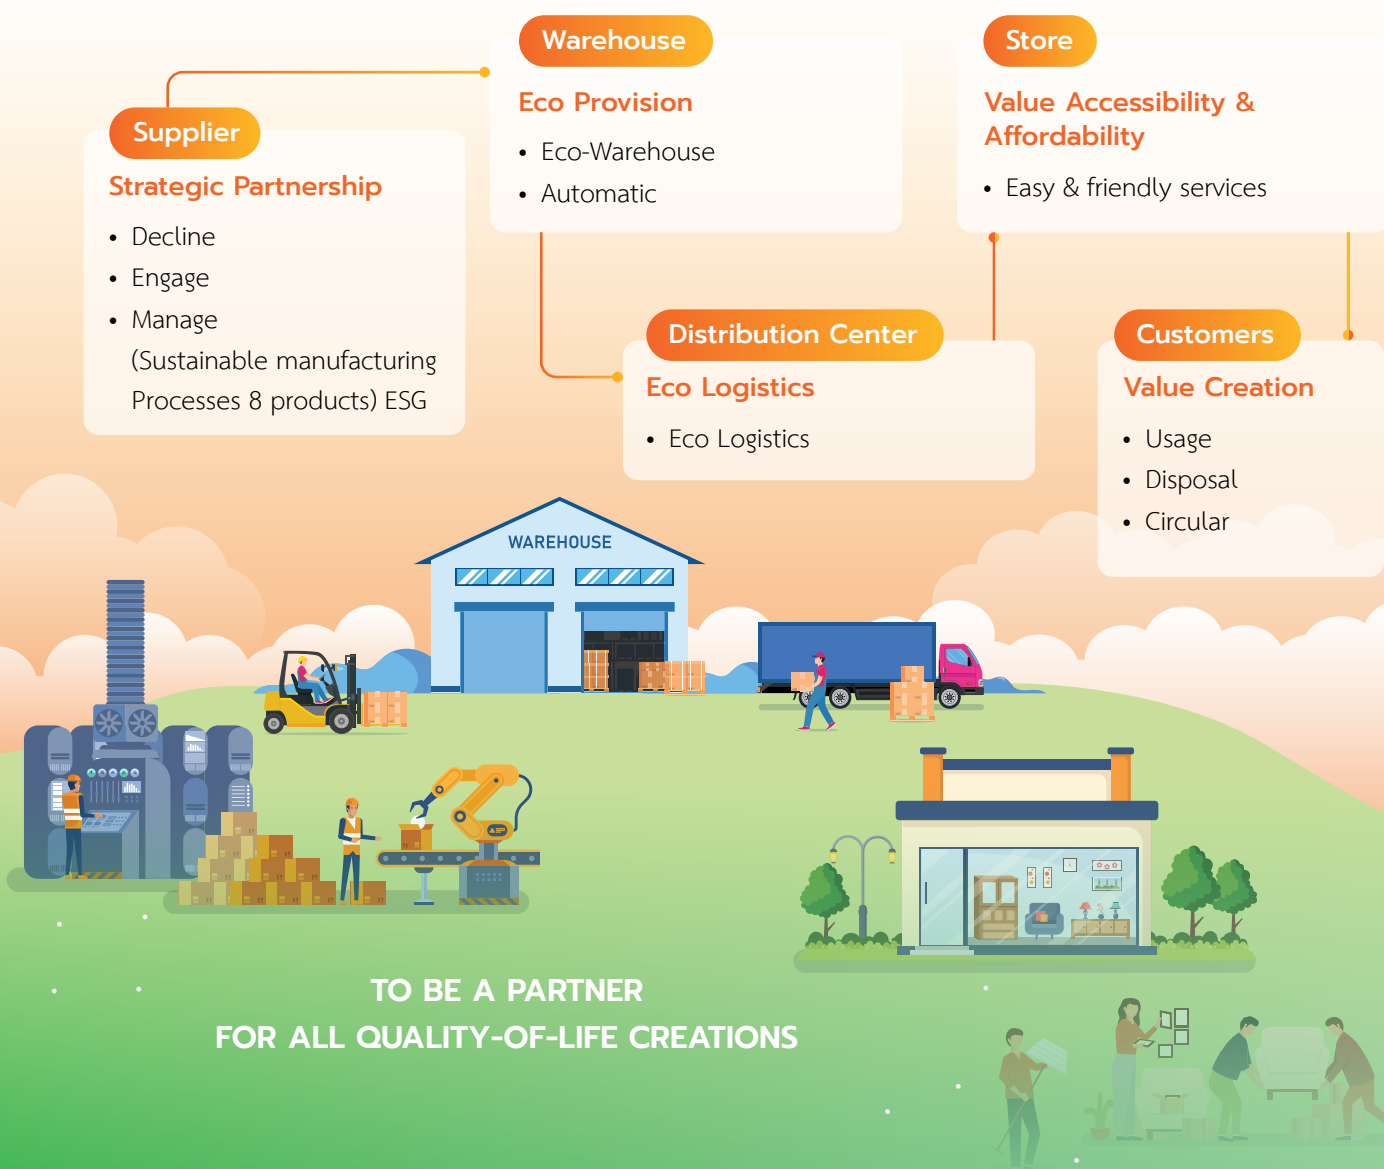 Supplier
Strategic Partnership
• Decline
• Engage
• Manage
(Sustainable manufacturing
Processes 8 products) ESG
Warehouse
Eco Provision
• Eco-Warehouse
• Automatic
Distribution Center
Eco Logistics
• Eco Logistics
Store
Value Accessibility &
Affordability
• Easy & friendly services
Customers
Value Creation
• Usage
• Disposal
• Circular
WAREHOUSE
TO BE A PARTNER
FOR ALL QUALITY-OF-LIFE CREATIONS